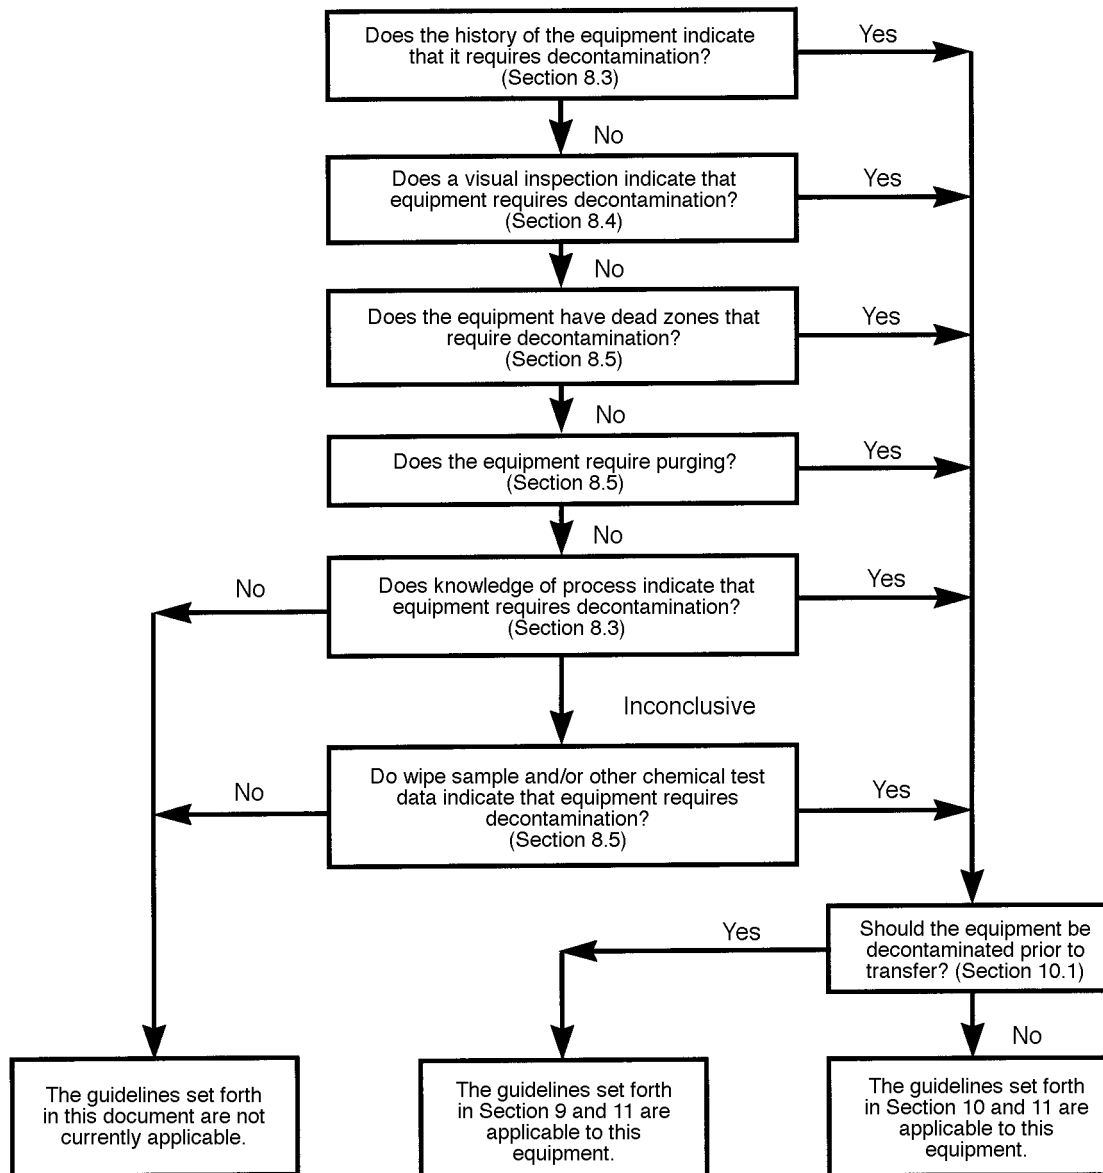 Does the history of the equipment indicate
that it requires decontamination?
(Section 8.3)
Yes
No
Does a visual inspection indicate that
equipment requires decontamination?
(Section 8.4)
Yes
No
Does the equipment have dead zones that
require decontamination?
(Section 8.5)
Yes
No
Does the equipment require purging?
(Section 8.5)
Yes
No
No
Does knowledge of process indicate that
equipment requires decontamination?
(Section 8.3)
Yes
Inconclusive
No
Do wipe sample and/or other chemical test
data indicate that equipment requires
decontamination?
(Section 8.5)
Yes
Should the equipment be
decontaminated prior to
transfer? (Section 10.1)
Yes
No
The guidelines set forth
in this document are not
currently applicable.
The guidelines set forth
in Section 9 and 11 are
applicable to this
equipment.
The guidelines set forth
in Section 10 and 11 are
applicable to this
equipment.